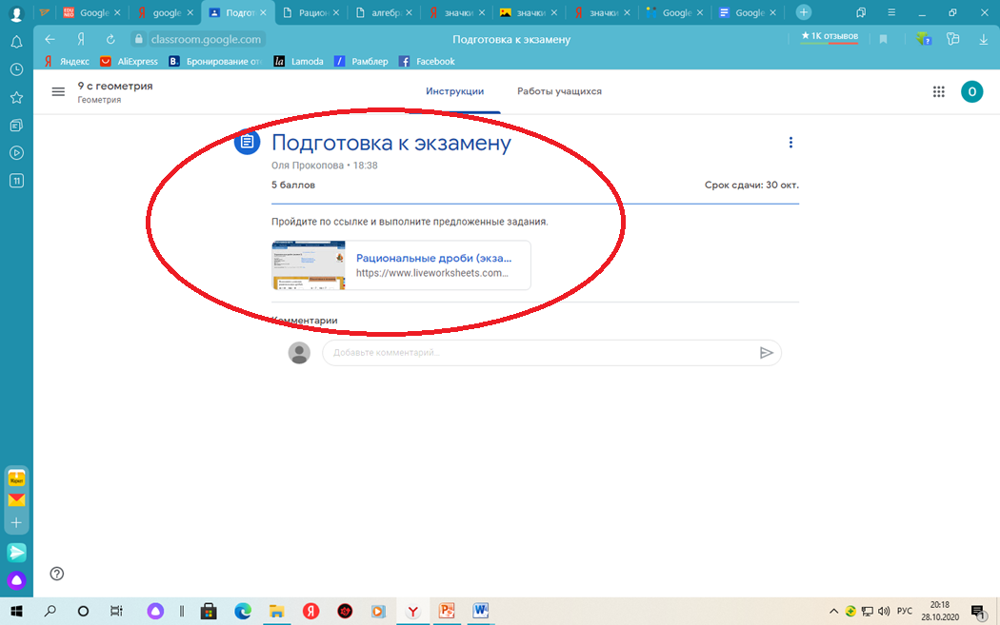 Google
google
Подгот
Рацион
алгебр
значки
значки
значки
Google
Google
classroom.google.com
Подготовка к экзамену
★ 1К отзывов
Яндекс
AliExpress
Бронирование от
Lamoda
Рамблер
Facebook
9 с геометрия
Геометрия
Инструкции
Работы учащихся
О
Подготовка к экзамену
Оля Прокопова • 18:38
5 баллов
Срок сдачи: 30 окт.
Пройдите по ссылке и выполните предложенные задания.
Рациональные дроби (экза...
https://www.liveworksheets.com...
Комментарии
Добавьте комментарий...
11
РУС
20:18
28.10.2020
1